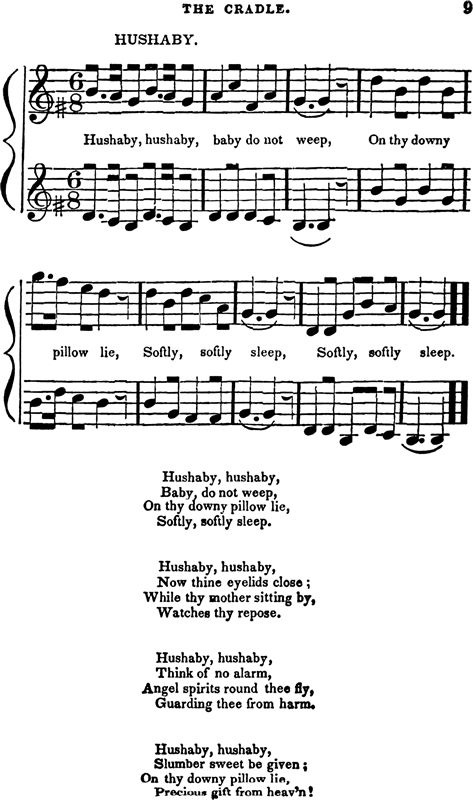 THE CRADLE. 9
HUSHABY.
6 8
Hushaby, hushaby, baby do not weep, On thy downy
6 8
pillow lie, Softly, softly sleep, Softly, softly sleep.
Hushaby, hushaby,
Baby, do not weep,
On thy downy pillow lie,
Softly, softly sleep.
Hushaby, hushaby,
Now thine eyelids close;
While thy mother sitting by,
Watches thy repose.
Hushaby, hushaby,
Think of no alarm,
Angel spirits round thee fly,
Guarding thee from harm.
Hushaby, hushaby,
Slumber sweet be given;
On thy downy pillow lie,
Precious gift from heav'n!